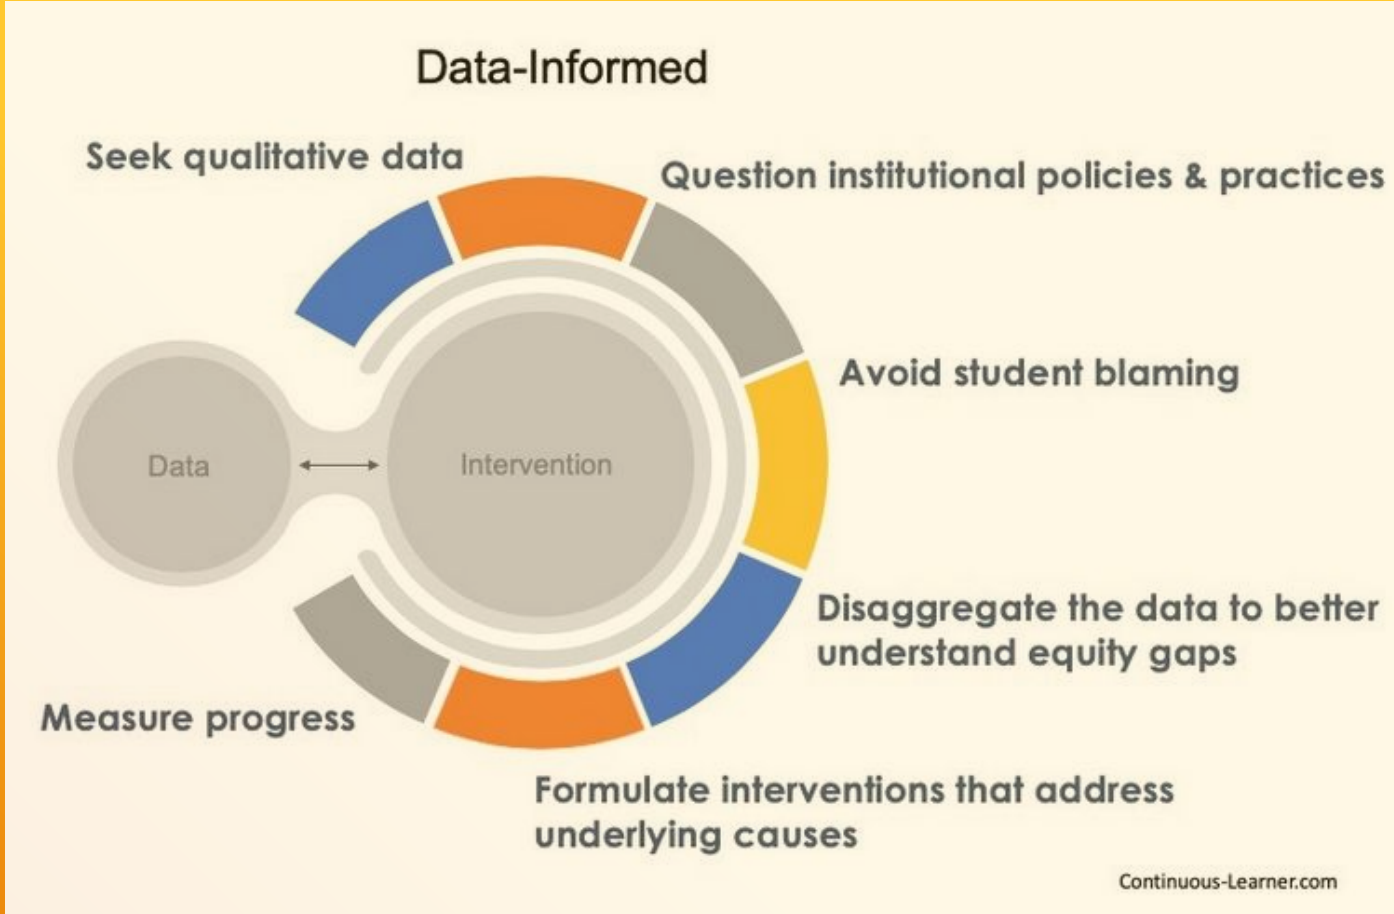 Data-Informed
Seek qualitative data
Question institutional policies & practices
Avoid student blaming
Data
Intervention
Disaggregate the data to better
understand equity gaps
Measure progress
Formulate interventions that address
underlying causes
Continuous-Learner.com